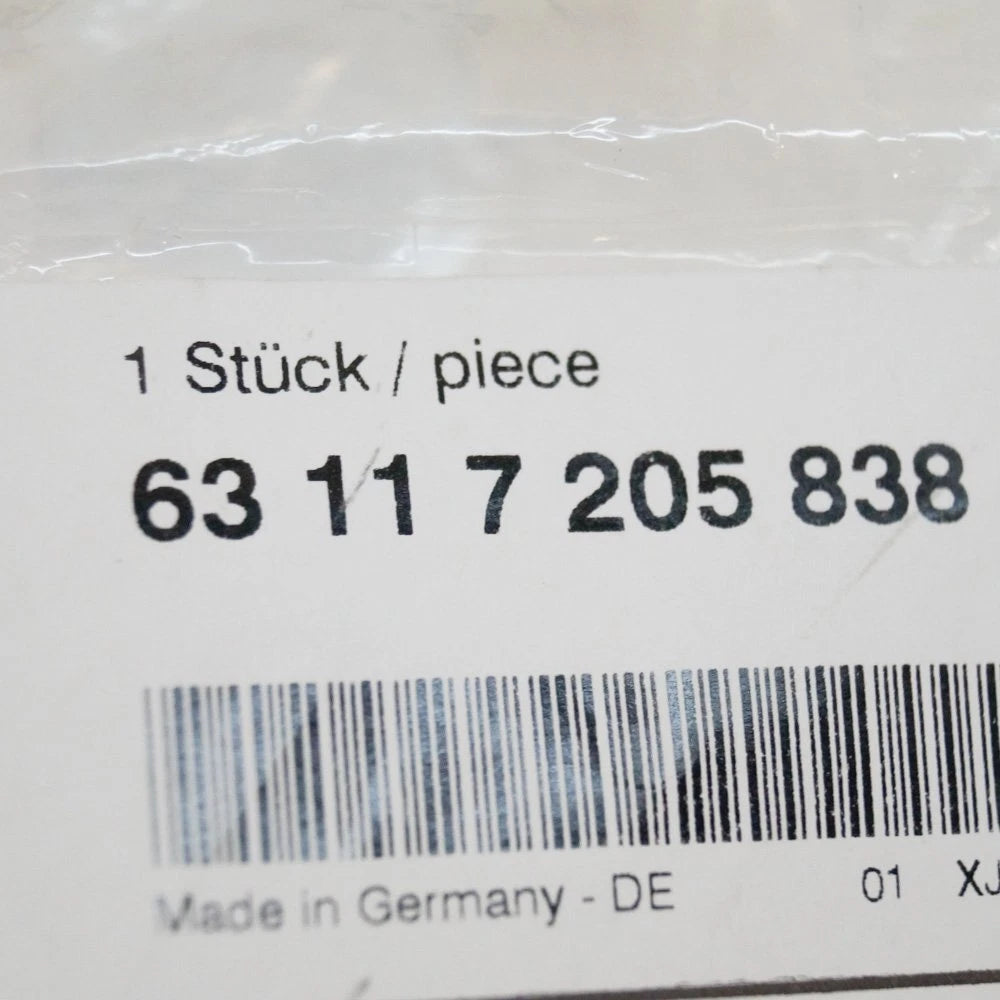 1 Stück / piece
63 11 7 205 838
Made in Germany - DE 01 XJ